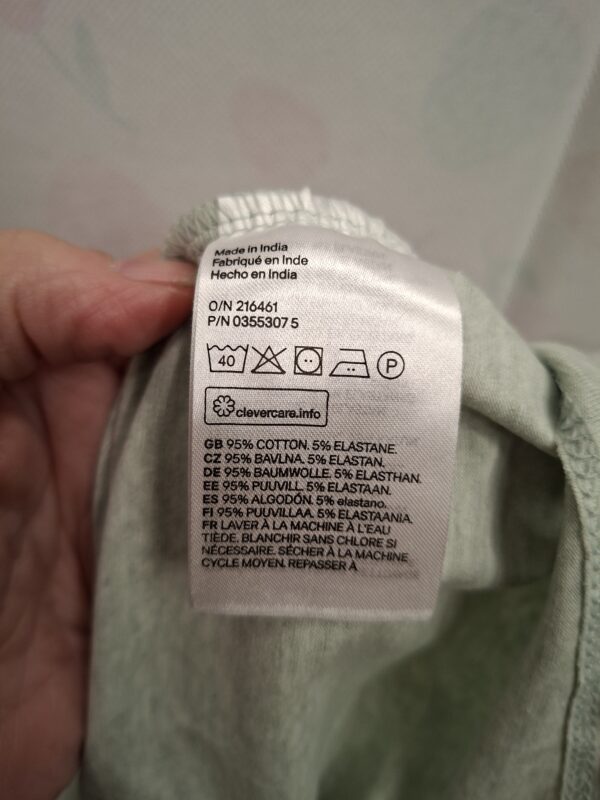 Made in India
Fabriqué en Inde
Hecho en India
O/N 216461
P/N 0355307 5
40 P
clevercare.info
GB 95% COTTON. 5% ELASTANE.
CZ 95% BAVLNA. 5% ELASTAN.
DE 95% BAUMWOLLE. 5% ELASTHAN.
EE 95% PUUVILL. 5% ELASTAAN.
ES 95% ALGODÓN. 5% elastano.
FI 95% PUUVILLAA. 5% ELASTAANIA.
FR LAVER À LA MACHINE À L'EAU
TIÈDE. BLANCHIR SANS CHLORE SI
NÉCESSAIRE. SÉCHER À LA MACHINE
CYCLE MOYEN. REPASSER À